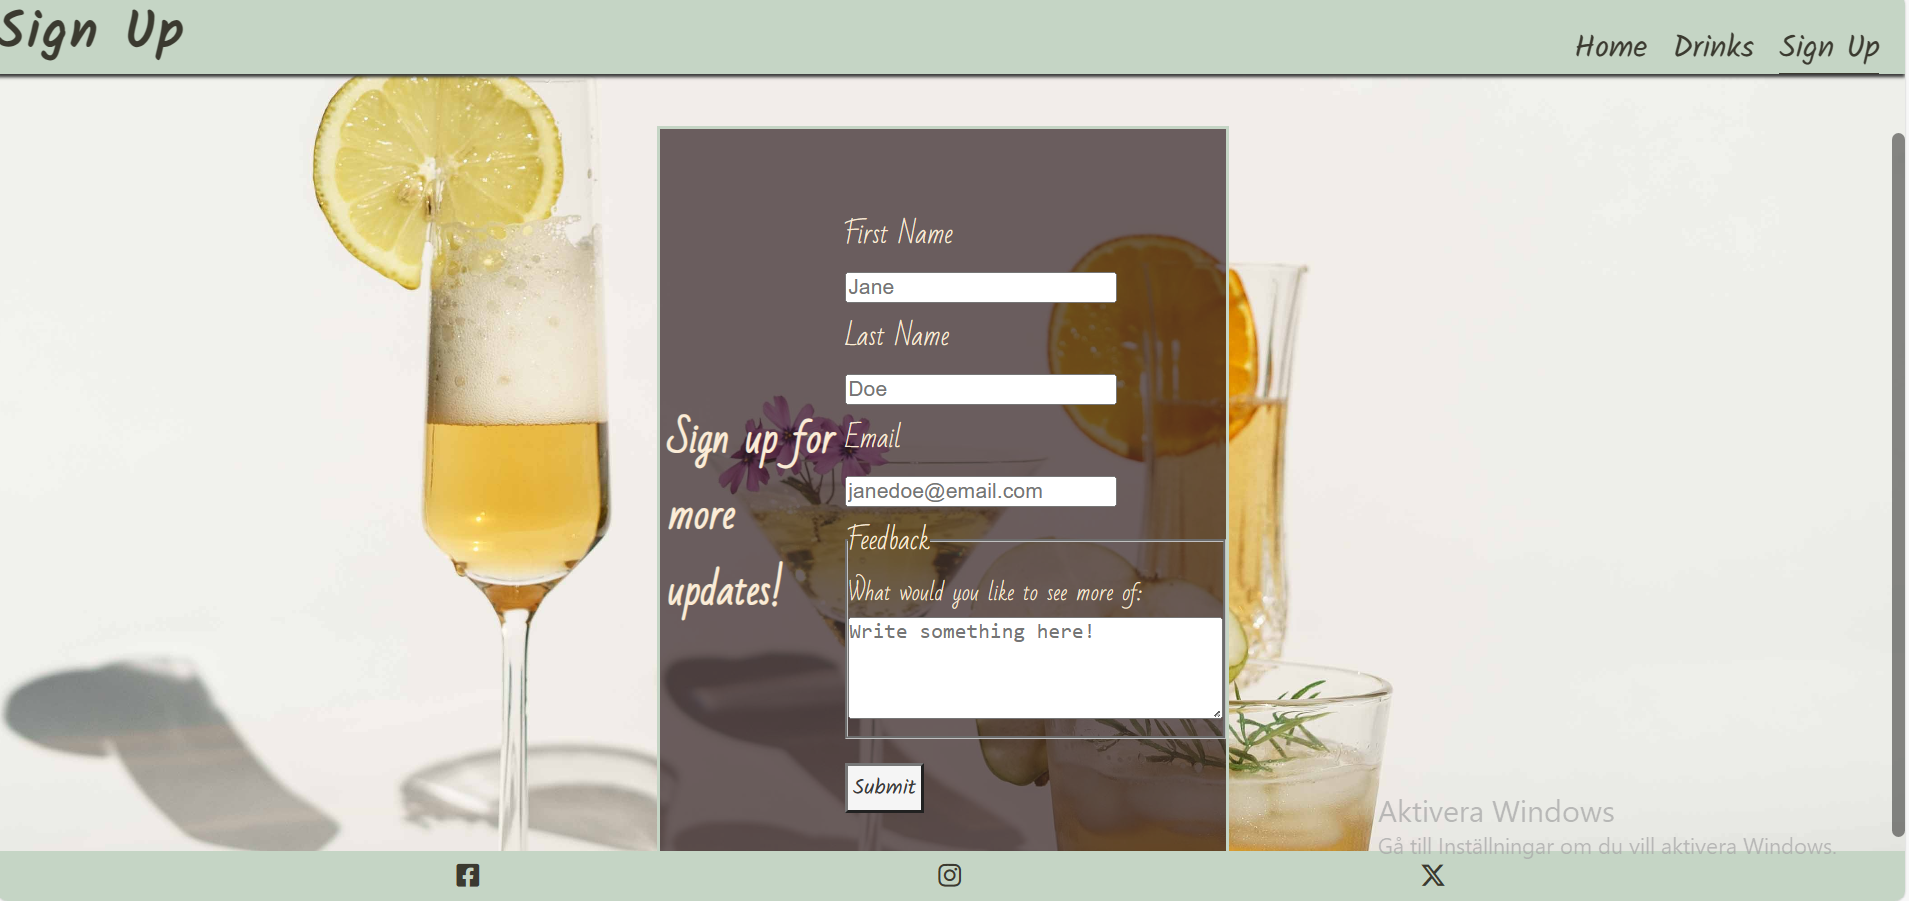 Sign Up
Home Drinks Sign Up
First Name
Jane
Last Name
Doe
Sign up for
more
updates!
Email
janedoe@email.com
Feedback
What would you like to see more of:
Write something here!
Submit
Aktivera Windows
Gå till Inställningar om du vill aktivera Windows.